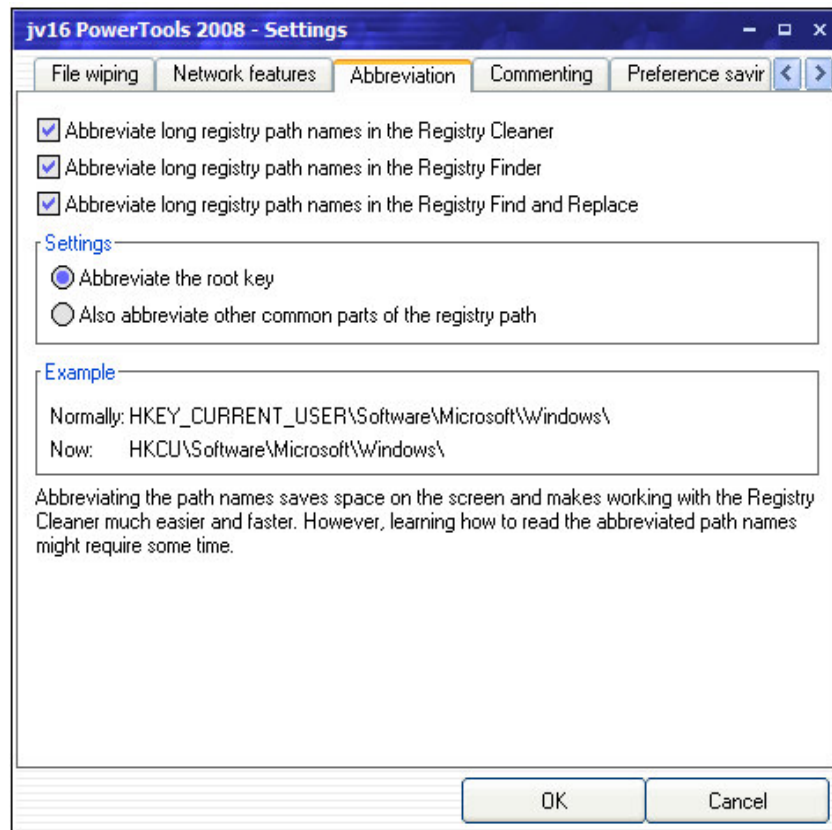 jv16 PowerTools 2008 - Settings
File wiping Network features Abbreviation Commenting Preference savir
Abbreviate long registry path names in the Registry Cleaner
Abbreviate long registry path names in the Registry Finder
Abbreviate long registry path names in the Registry Find and Replace
Settings
Abbreviate the root key
Also abbreviate other common parts of the registry path
Example
Normally: HKEY_CURRENT_USER\Software\Microsoft\Windows\
Now: HKCU\Software\Microsoft\Windows\
Abbreviating the path names saves space on the screen and makes working with the Registry
Cleaner much easier and faster. However, learning how to read the abbreviated path names
might require some time.
OK Cancel